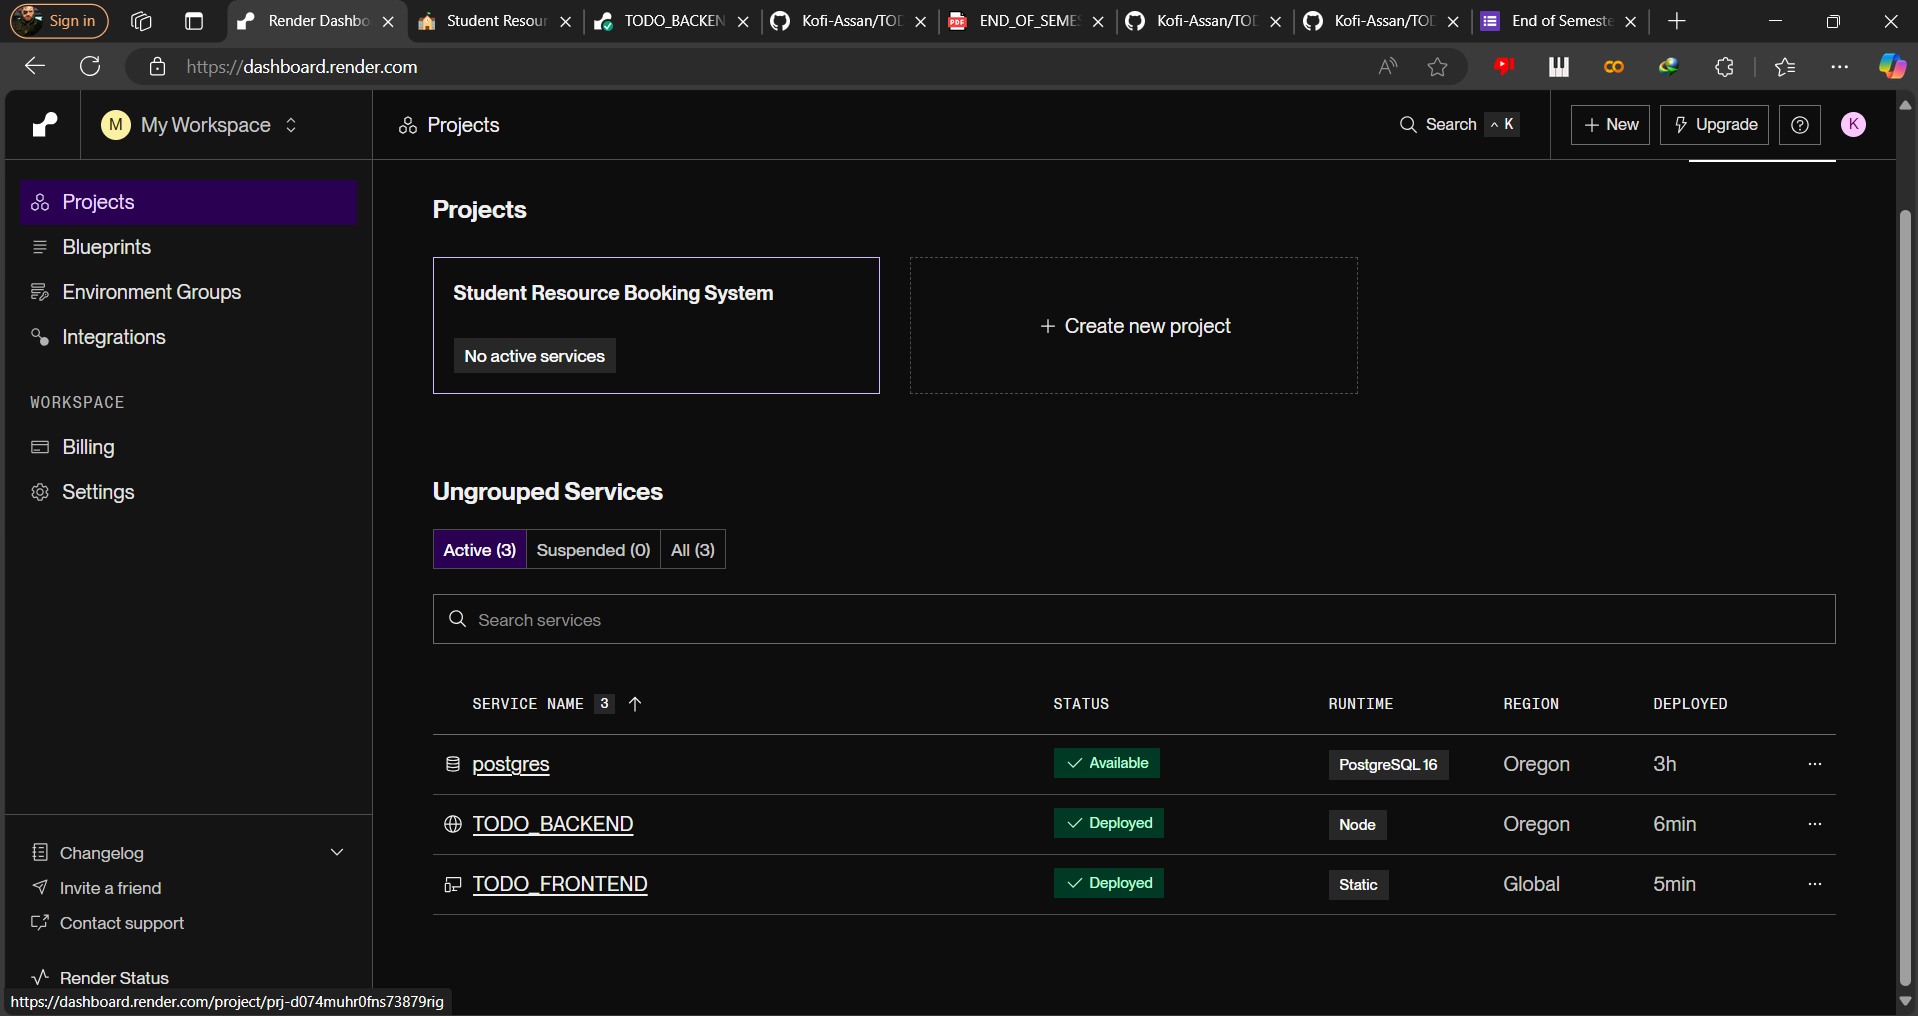 Sign in
Render Dashbo
Student Resour
TODO_BACKEN
Kofi-Assan/TOD
END_OF_SEMES
Kofi-Assan/TOD
Kofi-Assan/TOD
End of Semeste
https://dashboard.render.com
M My Workspace
Projects
Search ^ K
+ New
Upgrade
K
Projects
Blueprints
Environment Groups
Integrations
WORKSPACE
Billing
Settings
Changelog
Invite a friend
Contact support
Render Status
https://dashboard.render.com/project/prj-d074muhr0fns73879rig
Projects
Student Resource Booking System
No active services
+ Create new project
Ungrouped Services
Active (3) Suspended (0) All (3)
Search services
SERVICE NAME 3 ↑ STATUS RUNTIME REGION DEPLOYED
postgres Available PostgreSQL 16 Oregon 3h
TODO_BACKEND Deployed Node Oregon 6min
TODO_FRONTEND Deployed Static Global 5min